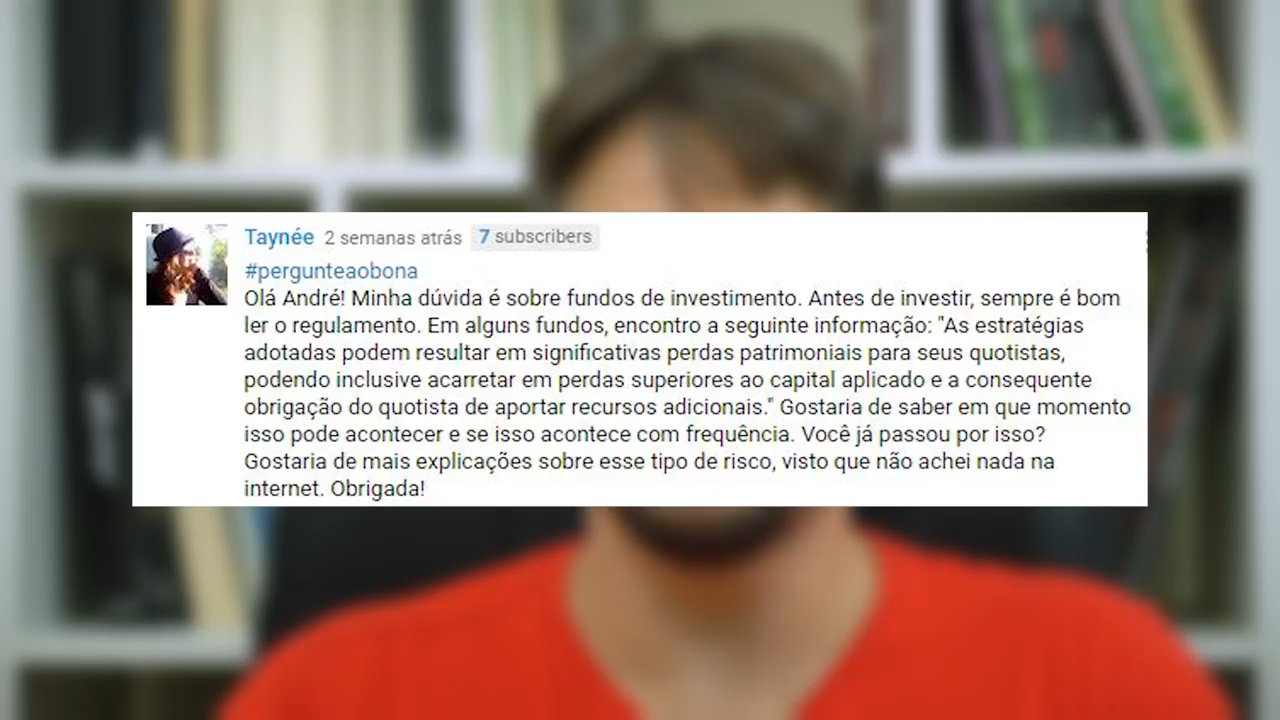 Taynée 2 semanas atrás 7 subscribers
#pergunteaobona
Olá André! Minha dúvida é sobre fundos de investimento. Antes de investir, sempre é bom
ler o regulamento. Em alguns fundos, encontro a seguinte informação: "As estratégias
adotadas podem resultar em significativas perdas patrimoniais para seus quotistas,
podendo inclusive acarretar em perdas superiores ao capital aplicado e a consequente
obrigação do quotista de aportar recursos adicionais." Gostaria de saber em que momento
isso pode acontecer e se isso acontece com frequência. Você já passou por isso?
Gostaria de mais explicações sobre esse tipo de risco, visto que não achei nada na
internet. Obrigada!